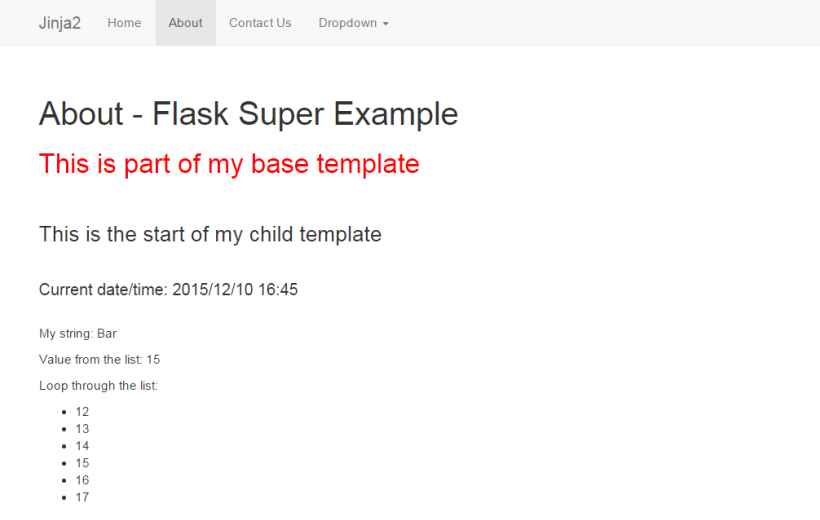 Jinja2 Home About Contact Us Dropdown
About - Flask Super Example
This is part of my base template
This is the start of my child template
Current date/time: 2015/12/10 16:45
My string: Bar
Value from the list: 15
Loop through the list:
12
13
14
15
16
17